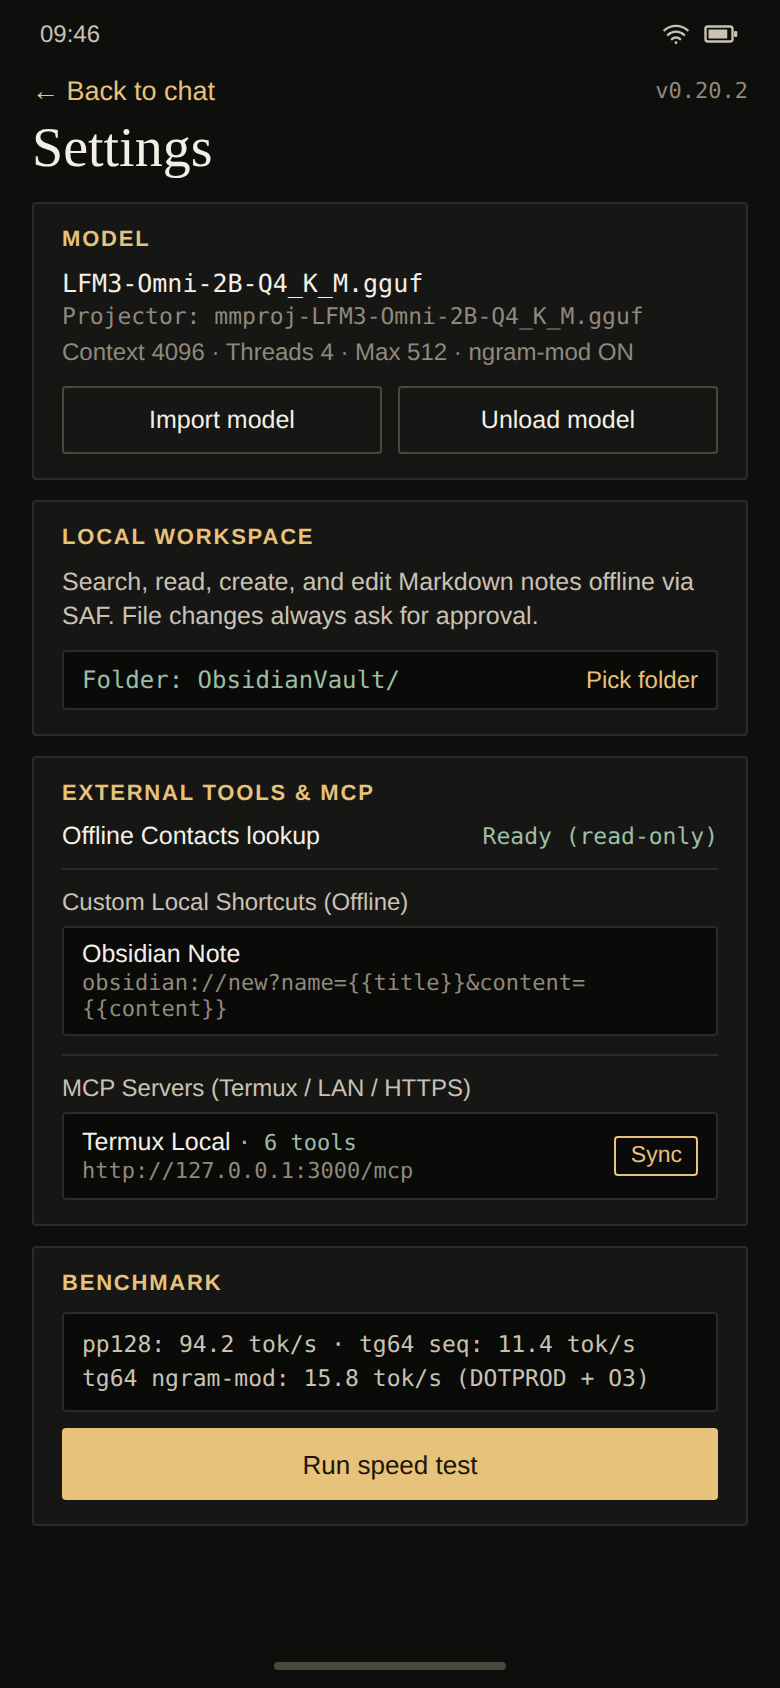 09:46
← Back to chat
v0.20.2
Settings
MODEL
LFM3-Omni-2B-Q4_K_M.gguf
Projector: mmproj-LFM3-Omni-2B-Q4_K_M.gguf
Context 4096 · Threads 4 · Max 512 · ngram-mod ON
Import model
Unload model
LOCAL WORKSPACE
Search, read, create, and edit Markdown notes offline via
SAF. File changes always ask for approval.
Folder: ObsidianVault/
Pick folder
EXTERNAL TOOLS & MCP
Offline Contacts lookup
Ready (read-only)
Custom Local Shortcuts (Offline)
Obsidian Note
obsidian://new?name={{title}}&content=
{{content}}
MCP Servers (Termux / LAN / HTTPS)
Termux Local · 6 tools
http://127.0.0.1:3000/mcp
Sync
BENCHMARK
pp128: 94.2 tok/s · tg64 seq: 11.4 tok/s
tg64 ngram-mod: 15.8 tok/s (DOTPROD + O3)
Run speed test